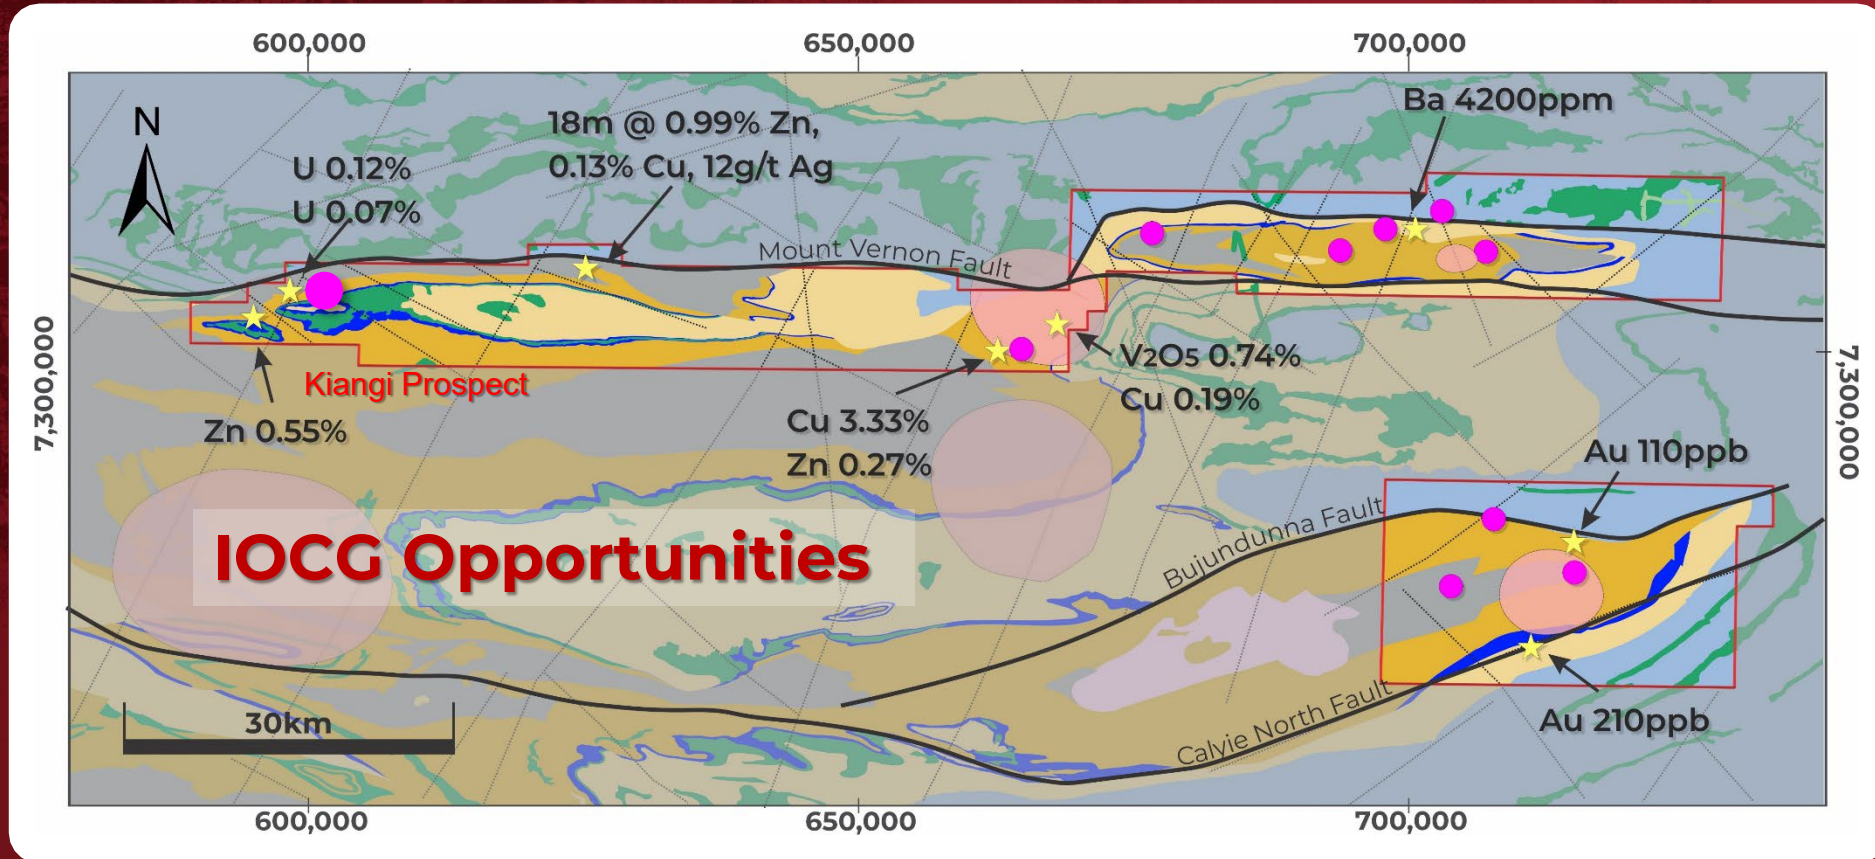 600,000
650,000
700,000
N
Ba 4200ppm
18m @ 0.99% Zn,
0.13% Cu, 12g/t Ag
U 0.12%
U 0.07%
Mount Vernon Fault
7,300,000
7,300,000
Kiangi Prospect
Zn 0.55%
V2O5 0.74%
Cu 0.19%
Cu 3.33%
Zn 0.27%
Au 110ppb
Bujundunna Fault
IOCG Opportunities
Calyie North Fault
Au 210ppb
30km
600,000
650,000
700,000